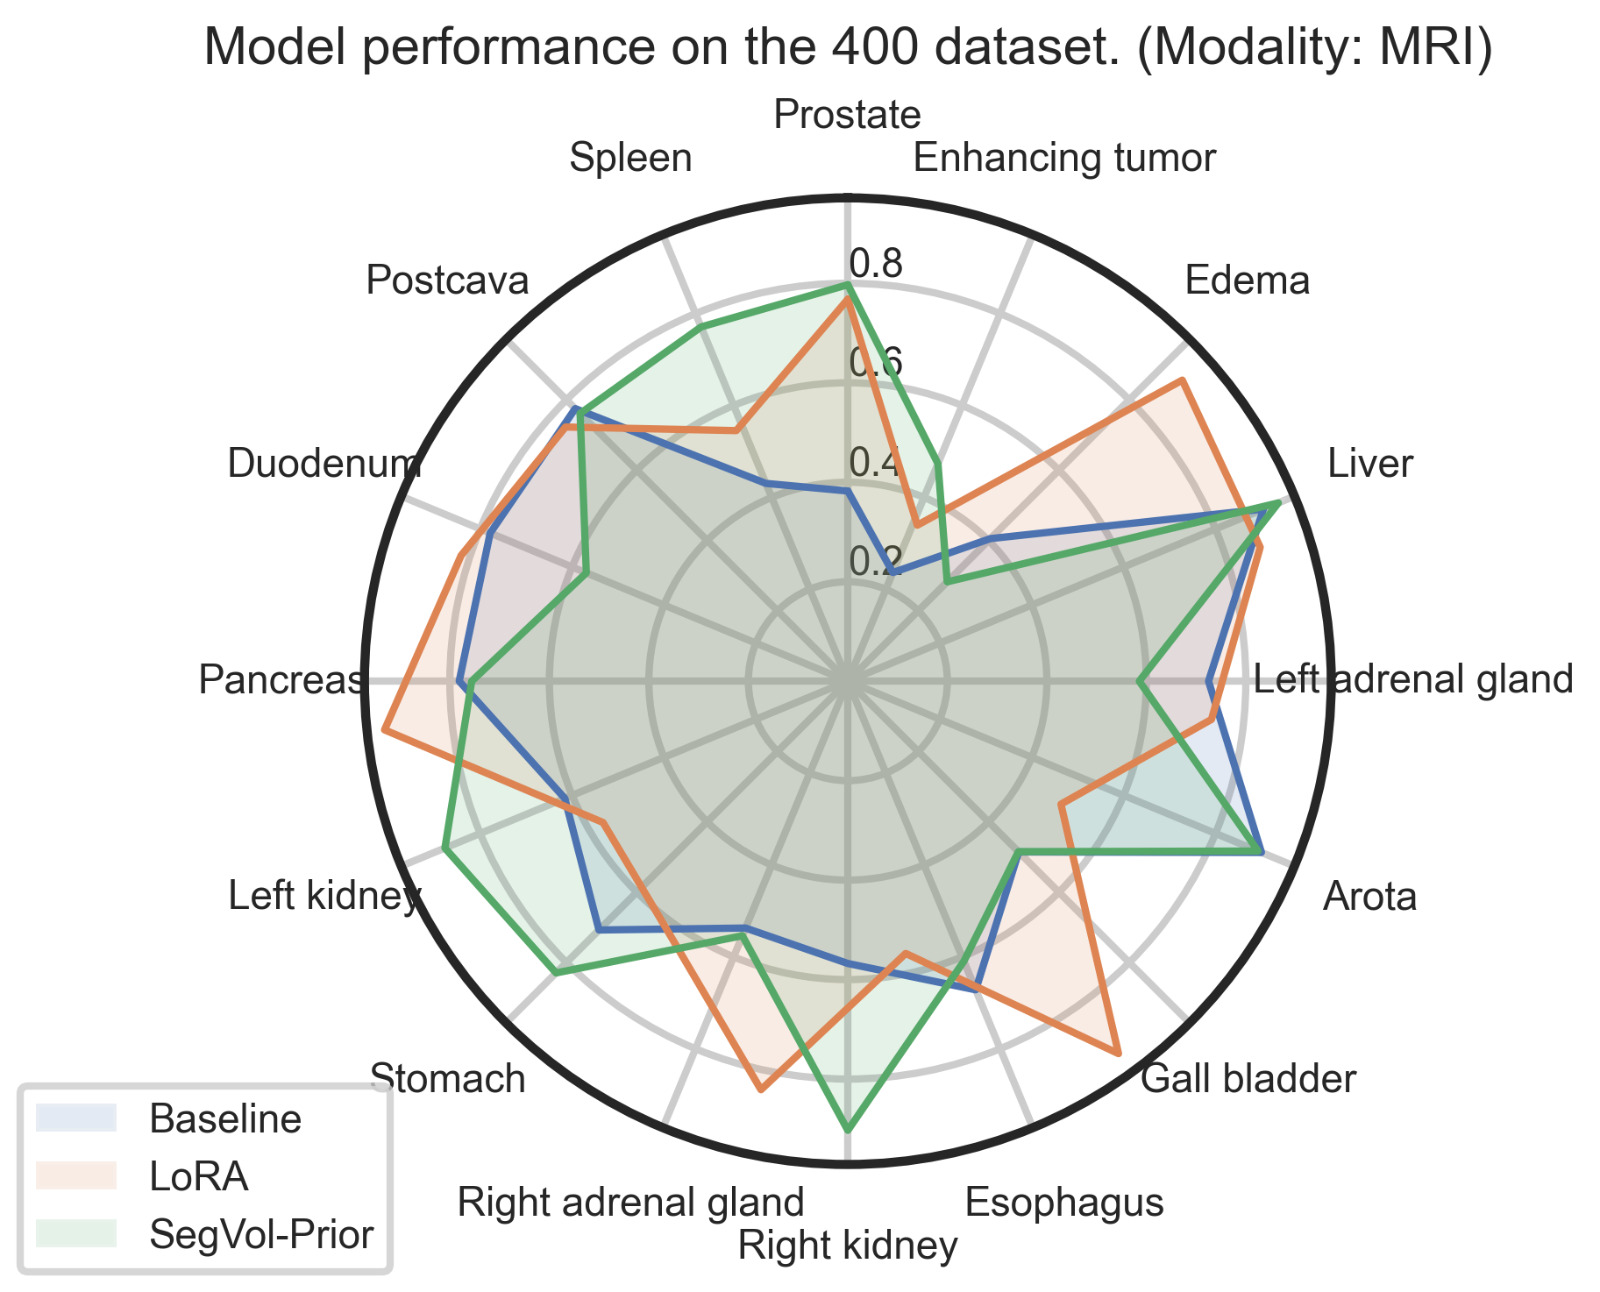 Model performance on the 400 dataset. (Modality: MRI)
Prostate
Spleen
Enhancing tumor
Postcava
Edema
Duodenum
Liver
Pancreas
Left adrenal gland
Left kidney
Arota
Stomach
Gall bladder
Right adrenal gland
Esophagus
Right kidney
0.8
0.6
0.4
0.2
Baseline
LoRA
SegVol-Prior